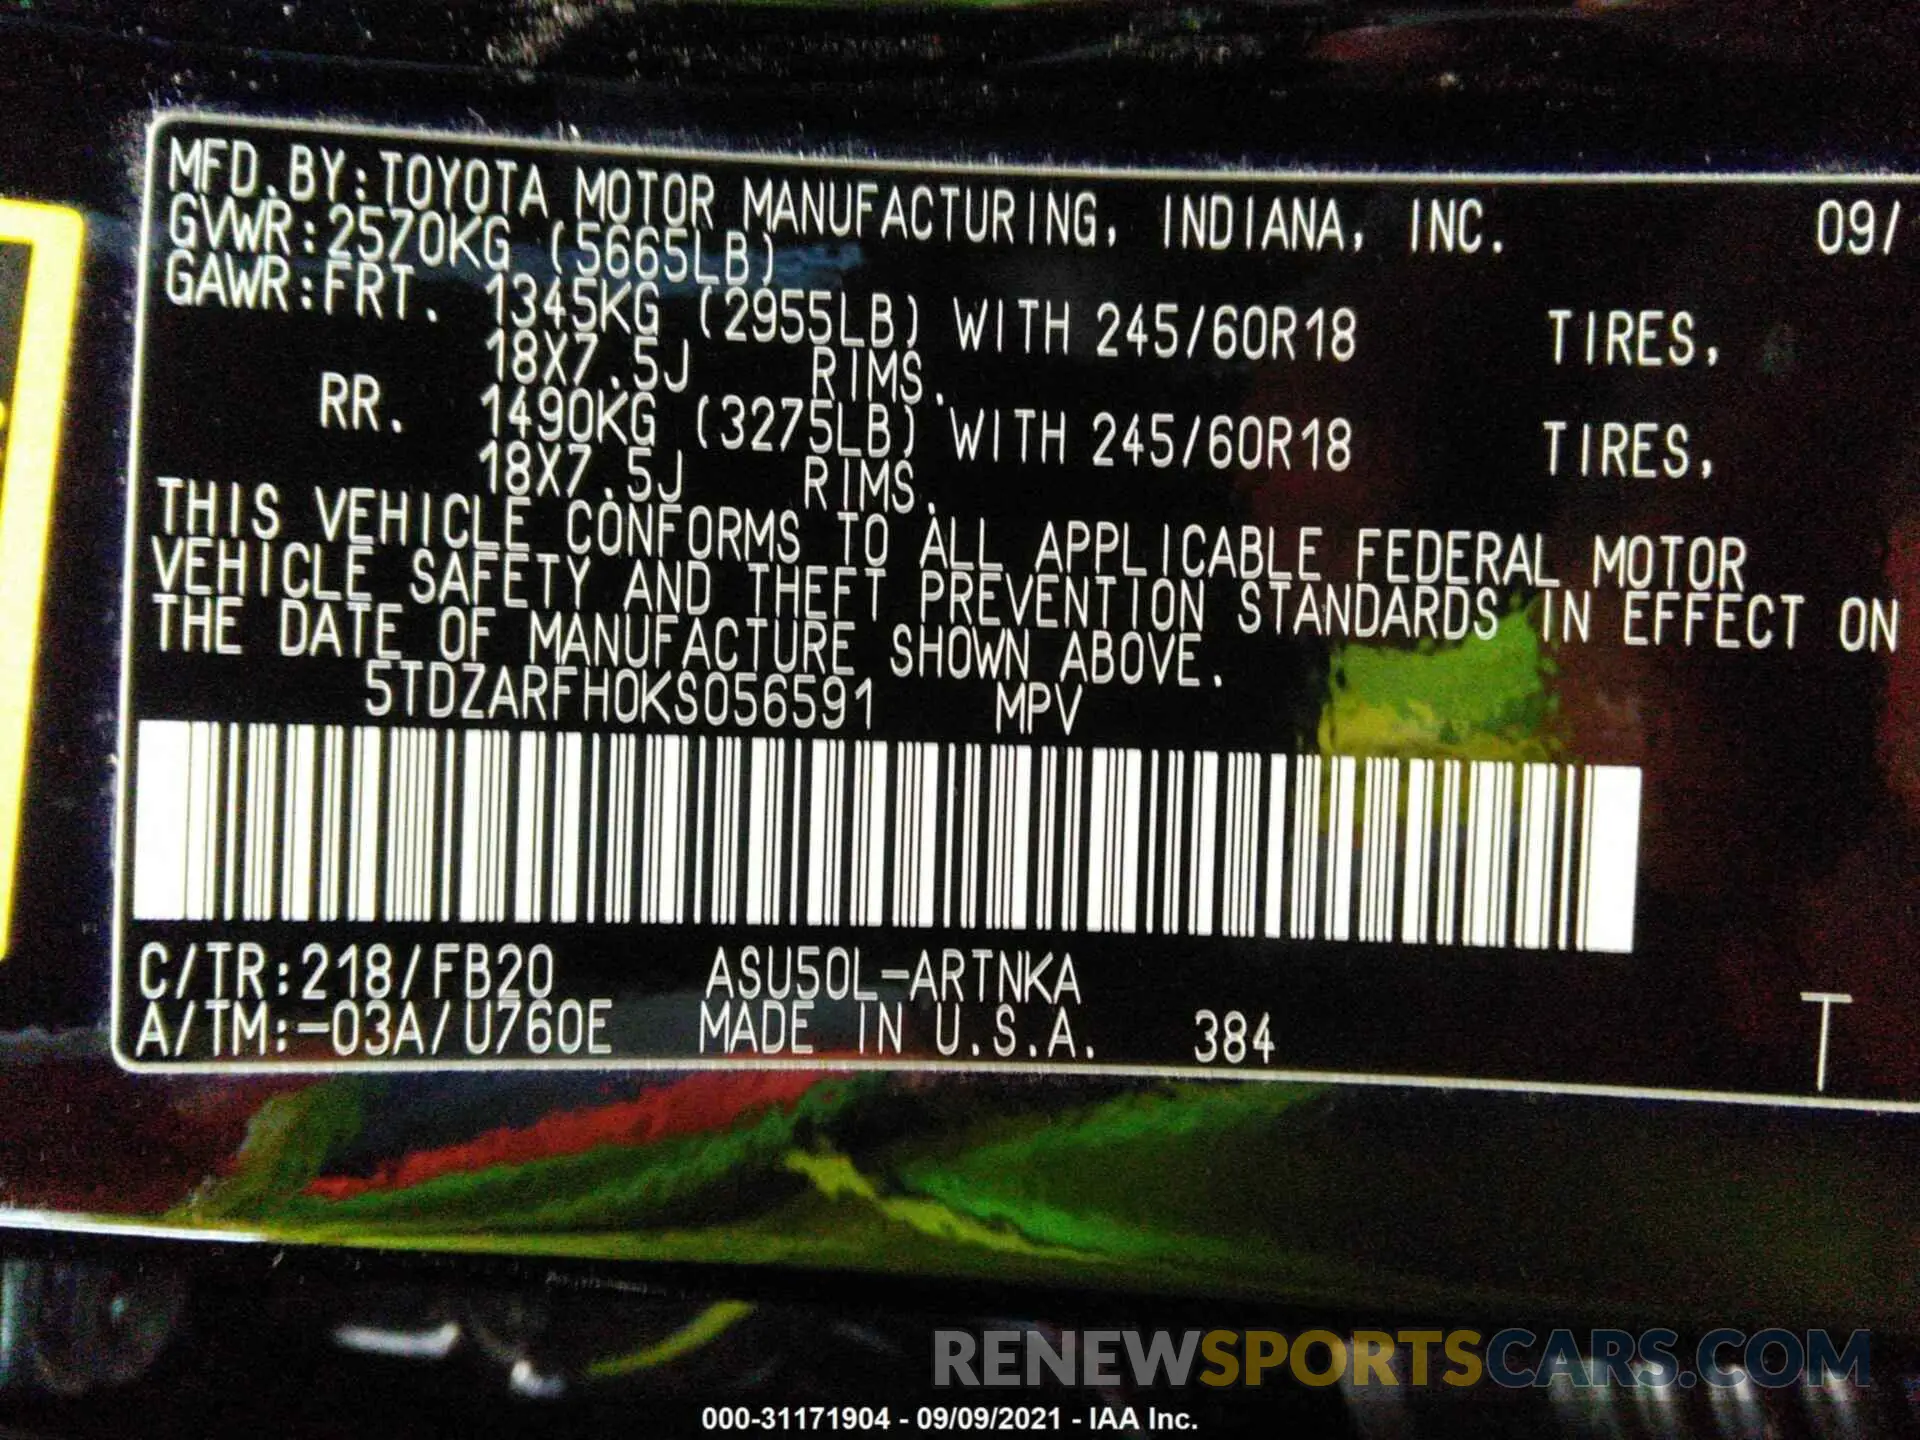 MFD.BY:TOYOTA MOTOR MANUFACTURING, INDIANA, INC. 09/
GVWR:2570KG (5665LB)
GAWR:FRT. 1345KG (2955LB) WITH 245/60R18 TIRES,
18X7.5J RIMS.
RR. 1490KG (3275LB) WITH 245/60R18 TIRES,
18X7.5J RIMS.
THIS VEHICLE CONFORMS TO ALL APPLICABLE FEDERAL MOTOR
VEHICLE SAFETY AND THEFT PREVENTION STANDARDS IN EFFECT ON
THE DATE OF MANUFACTURE SHOWN ABOVE.
5TDZARFH0KS056591 MPV
C/TR:218/FB20 ASU50L-ARTNKA
A/TM:-03A/U760E MADE IN U.S.A. 384
T
RENEWSPORTSCARS.COM
000-31171904 - 09/09/2021 - IAA Inc.